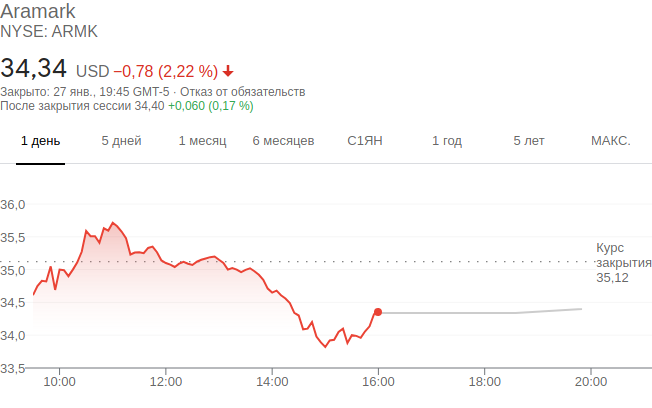 Aramark
NYSE: ARMK
34,34 USD −0,78 (2,22 %)
Закрыто: 27 янв., 19:45 GMT-5 · Отказ от обязательств
После закрытия сессии 34,40 +0,060 (0,17 %)
1 день 5 дней 1 месяц 6 месяцев С1ЯН 1 год 5 лет МАКС.
36,0
35,5
Курс
закрытия
35,12
35,0
34,5
34,0
33,5
10:00 12:00 14:00 16:00 18:00 20:00